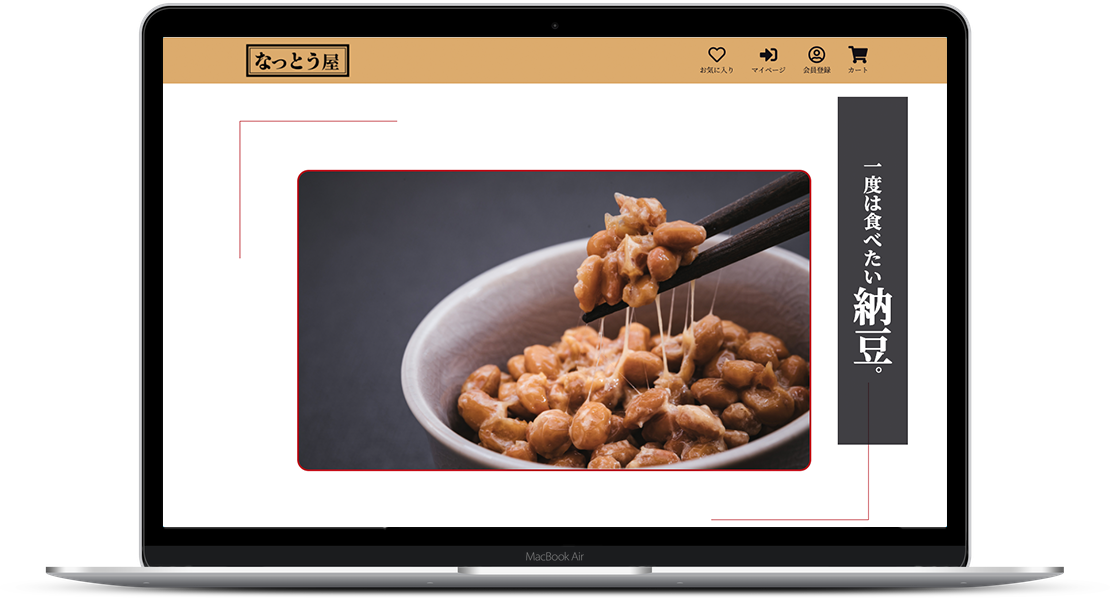 なっとう屋
お気に入り
マイページ
会員登録
カート
一度は食べたい納豆。
MacBook Air